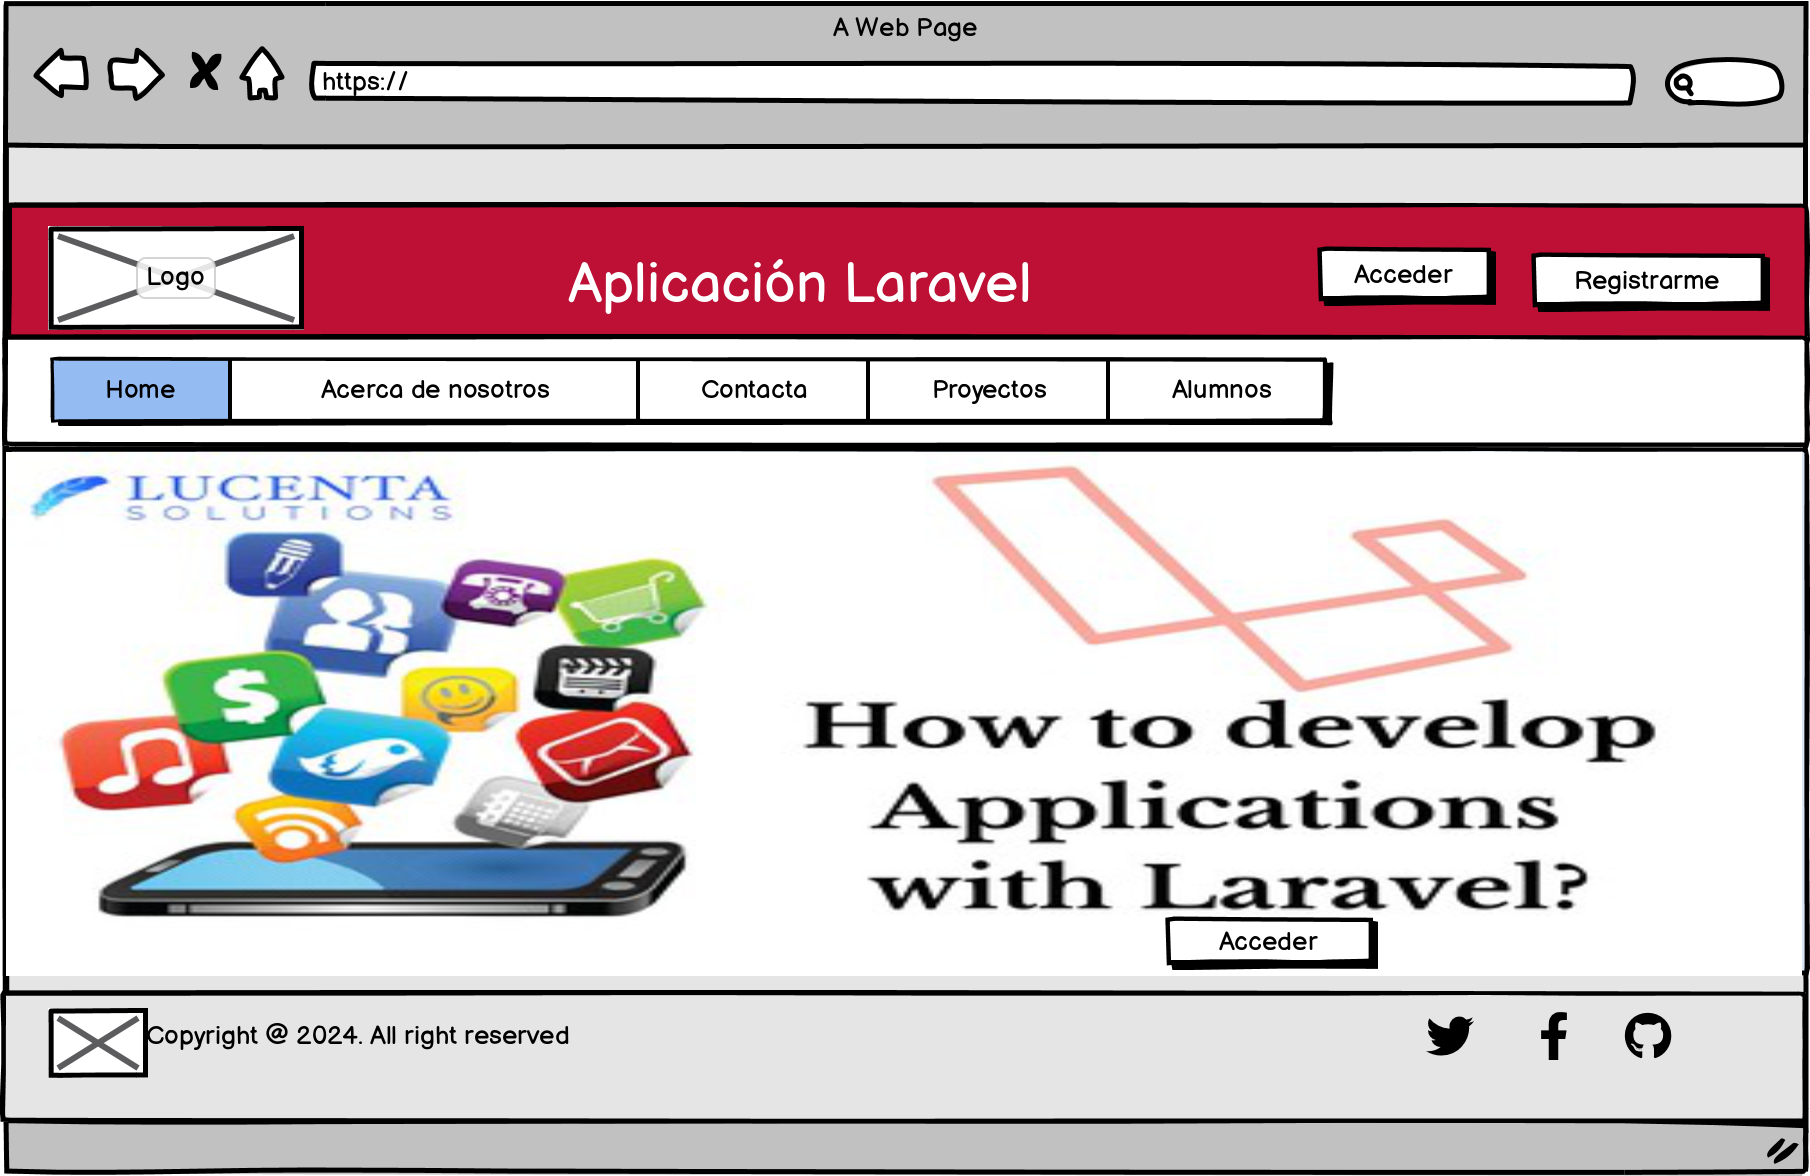 A Web Page
https://
Logo
Aplicación Laravel
Acceder
Registrarme
Home
Acerca de nosotros
Contacta
Proyectos
Alumnos
LUCENTA
SOLUTIONS
How to develop
Applications
with Laravel?
Acceder
Copyright @ 2024. All right reserved